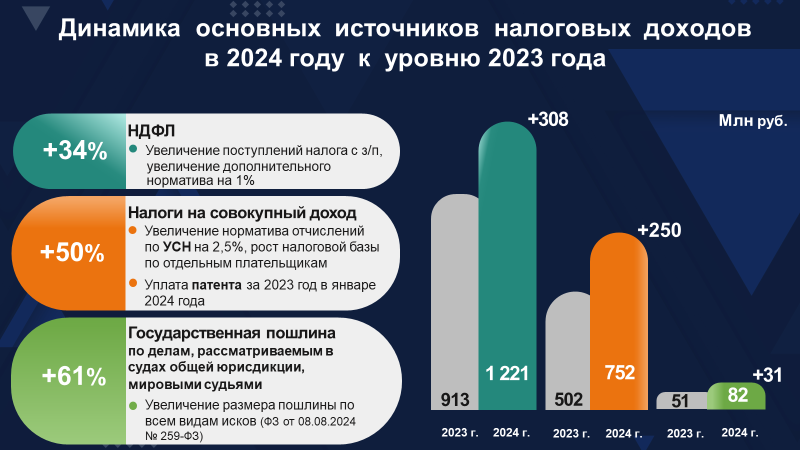 Динамика основных источников налоговых доходов
в 2024 году к уровню 2023 года
+34%
НДФЛ
Увеличение поступлений налога с з/п,
увеличение дополнительного
норматива на 1%
+50%
Налоги на совокупный доход
Увеличение норматива отчислений
по УСН на 2,5%, рост налоговой базы
по отдельным плательщикам
Уплата патента за 2023 год в январе
2024 года
+61%
Государственная пошлина
по делам, рассматриваемым в
судах общей юрисдикции,
мировыми судьями
Увеличение размера пошлины по
всем видам исков (ФЗ от 08.08.2024
№ 259-ФЗ)
Млн руб.
+308
913
1 221
2023 г.
2024 г.
+250
502
752
2023 г.
2024 г.
+31
51
82
2023 г.
2024 г.